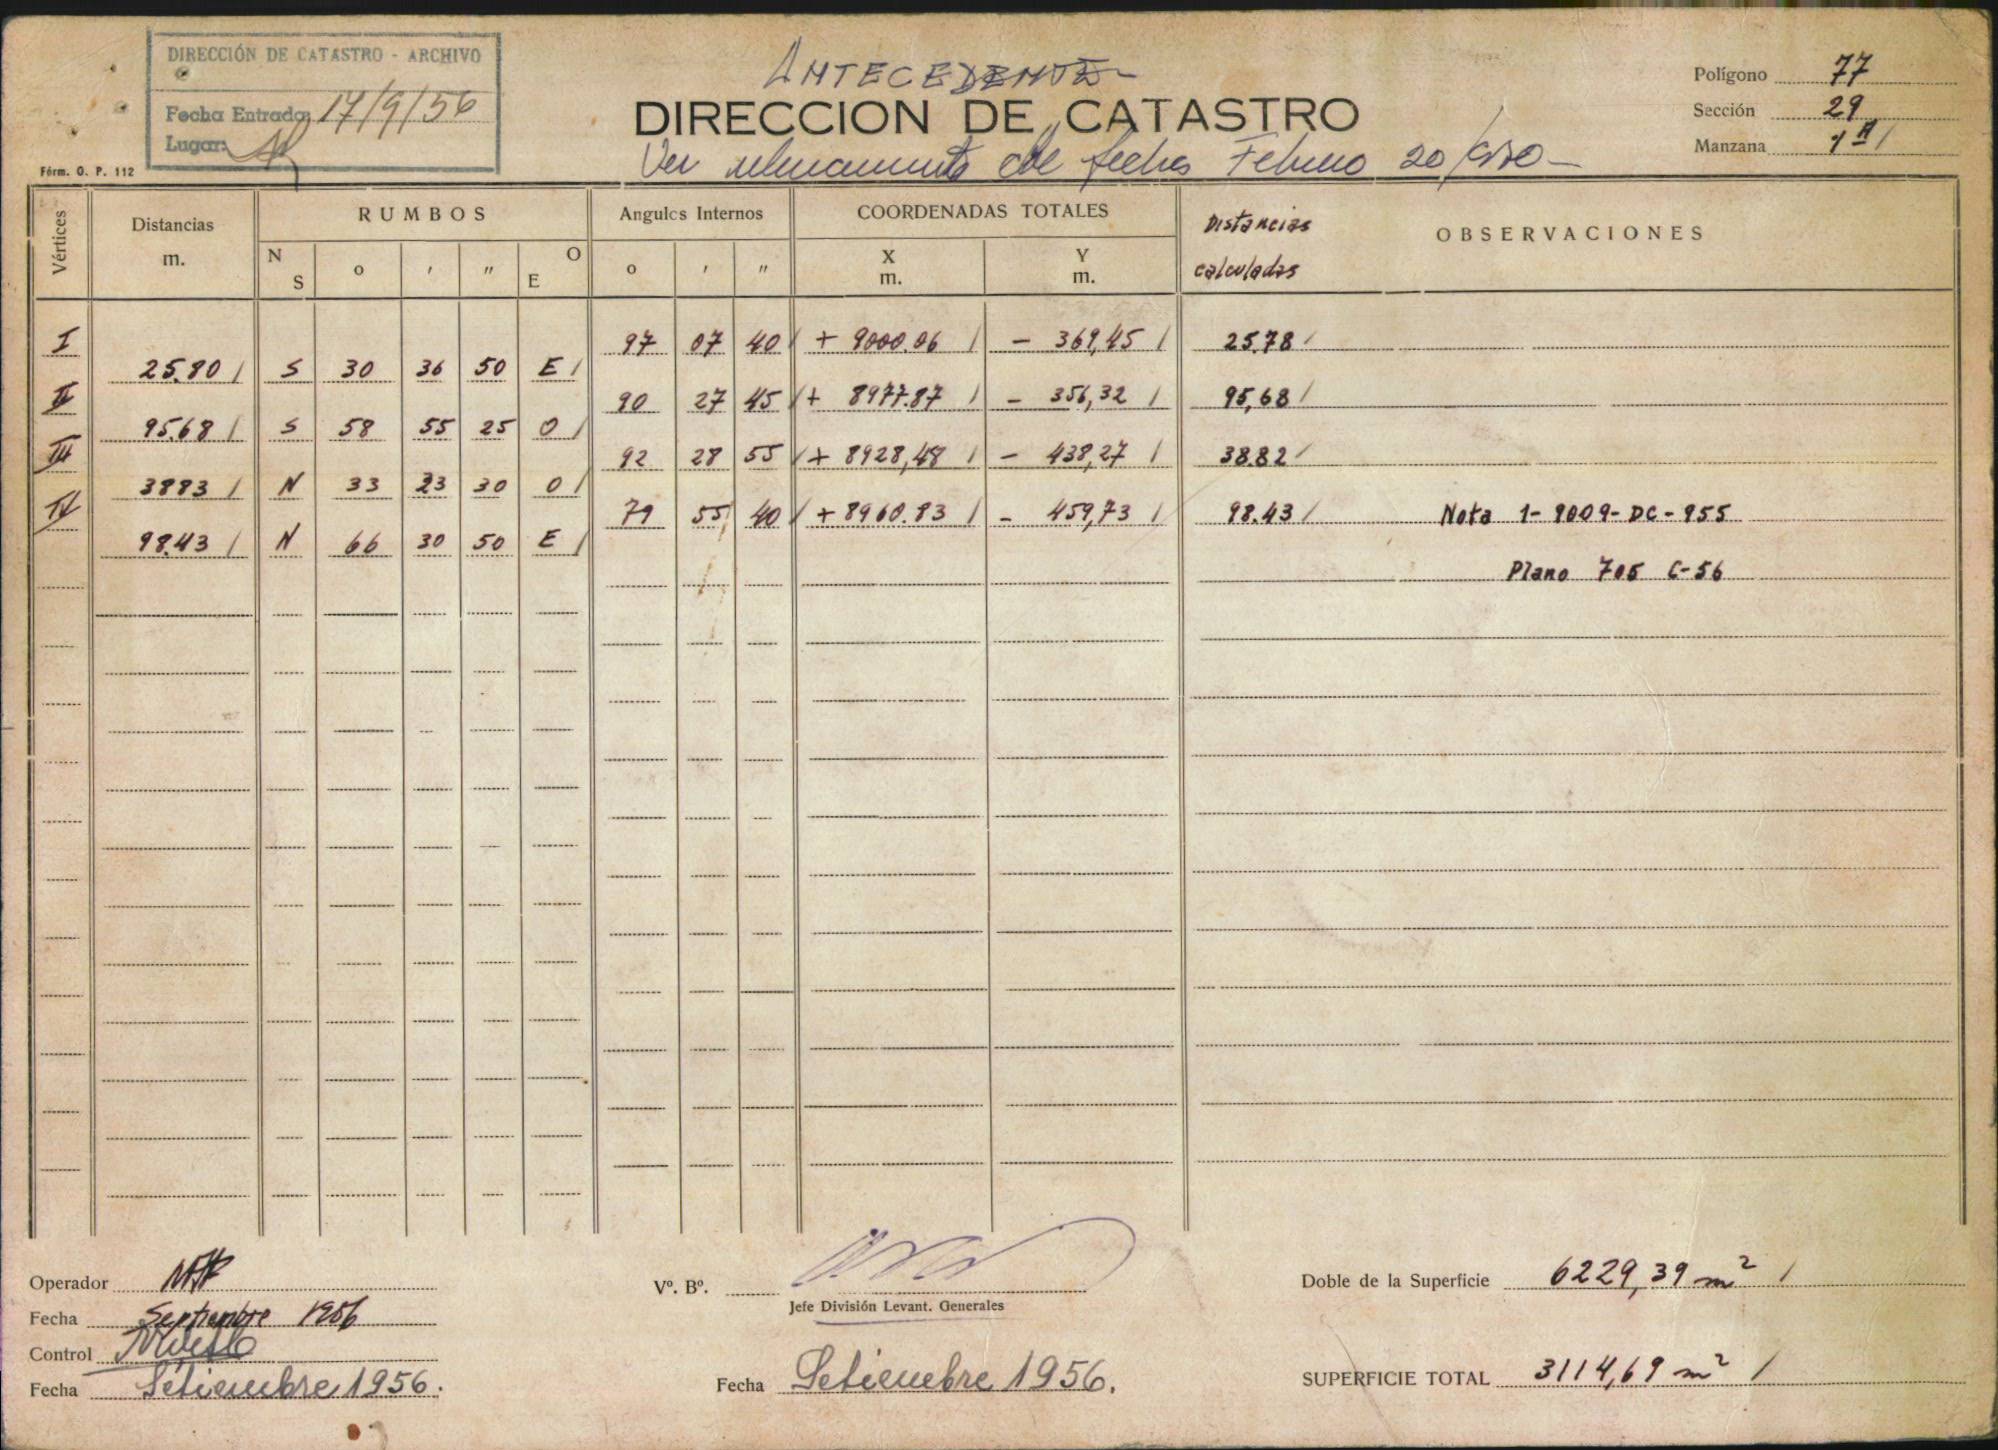 DIRECCIÓN DE CATASTRO - ARCHIVO
Fecha Entrada 17/9/56
Lugar:
Fórm. O. P. 112
ANTECEDENTE
DIRECCION DE CATASTRO
Ver relevamiento de fecha Febrero 20/
Polígono 77
Sección 29
Manzana 1ª
Vértices Distancias m. RUMBOS Angulos Internos COORDENADAS TOTALES Distancias calculadas OBSERVACIONES
N S o ' " E O o ' " X m. Y m.
I 97 07 40 + 9000.06 - 369,45 25.78
25.80 S 30 36 50 E
II 90 27 45 + 8977.87 - 356,32 95,68
95.68 S 58 55 25 O
III 92 28 55 + 8928,48 - 438,27 38.82
38 83 N 33 23 30 O
IV 79 55 40 + 8960.83 - 459,73 98.43 Nota 1-9009-DC-955
98.43 N 66 30 50 E
Plano 705 C-56
Operador
Fecha Septiembre 1956
Control
Fecha Setiembre 1956.
Vº. Bº.
Jefe División Levant. Generales
Fecha Setiembre 1956.
Doble de la Superficie 6229,39 m²
SUPERFICIE TOTAL 3114,69 m²